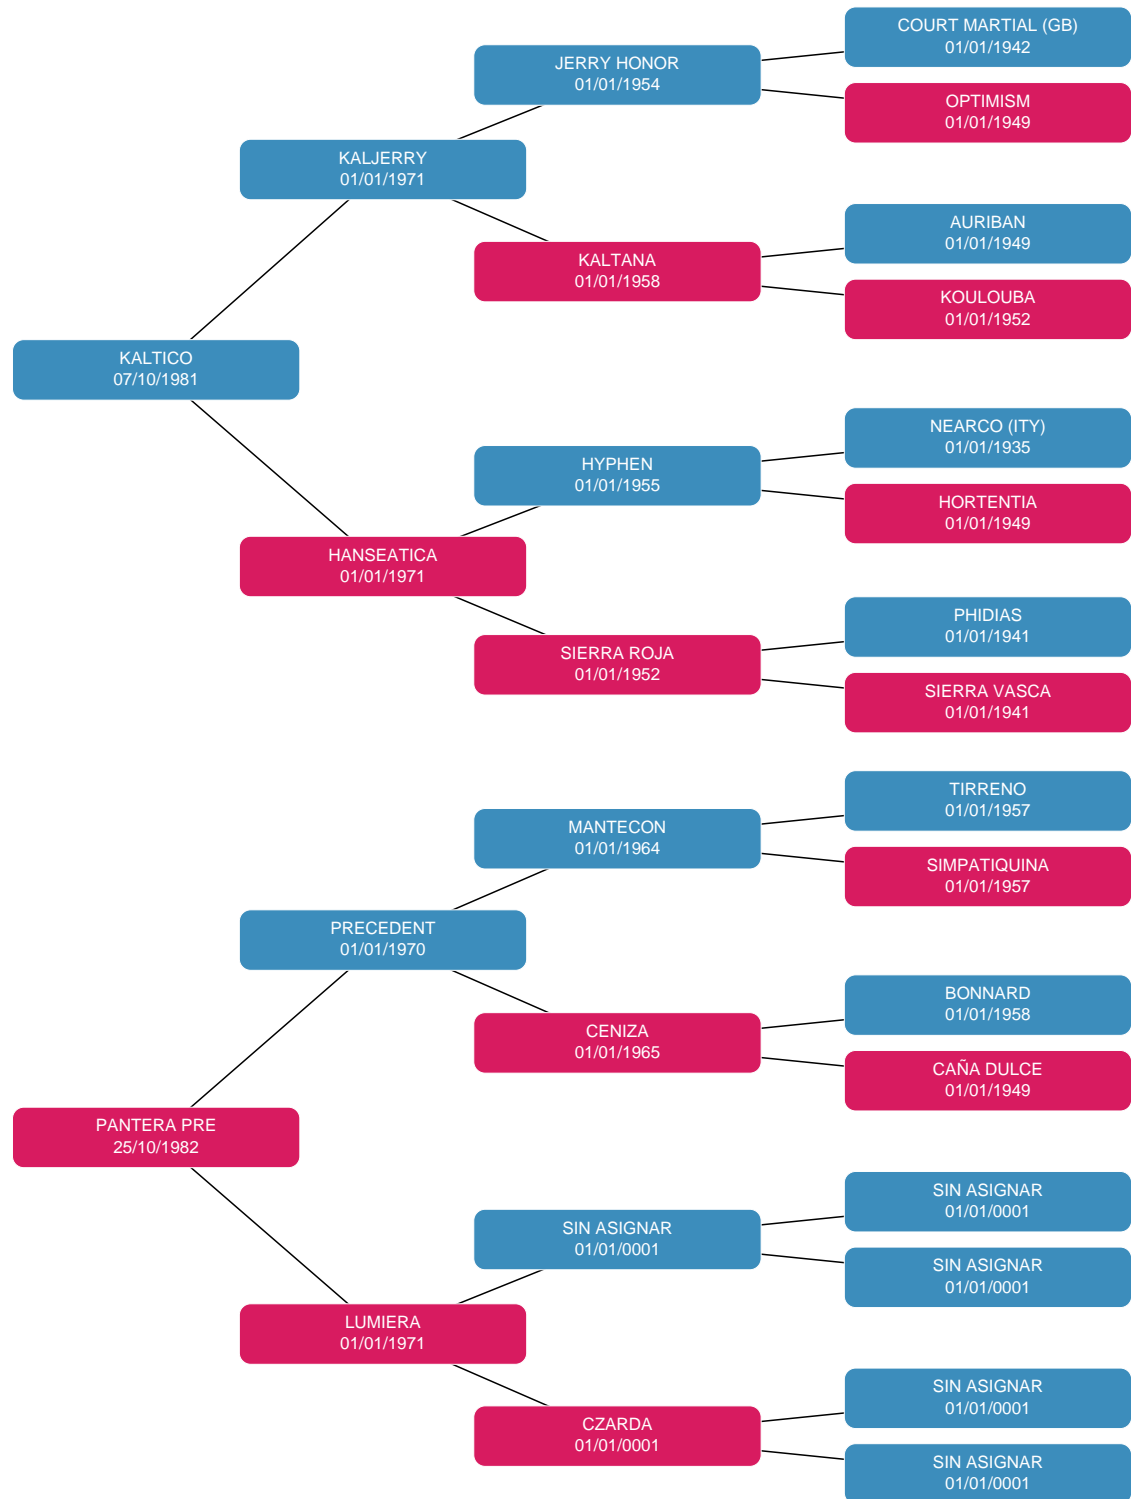 COURT MARTIAL (GB)
01/01/1942
JERRY HONOR
01/01/1954
OPTIMISM
01/01/1949
KALJERRY
01/01/1971
AURIBAN
01/01/1949
KALTANA
01/01/1958
KOULOUBA
01/01/1952
KALTICO
07/10/1981
NEARCO (ITY)
01/01/1935
HYPHEN
01/01/1955
HORTENTIA
01/01/1949
HANSEATICA
01/01/1971
PHIDIAS
01/01/1941
SIERRA ROJA
01/01/1952
SIERRA VASCA
01/01/1941
TIRRENO
01/01/1957
MANTECON
01/01/1964
SIMPATIQUINA
01/01/1957
PRECEDENT
01/01/1970
BONNARD
01/01/1958
CENIZA
01/01/1965
CAÑA DULCE
01/01/1949
PANTERA PRE
25/10/1982
SIN ASIGNAR
01/01/0001
SIN ASIGNAR
01/01/0001
SIN ASIGNAR
01/01/0001
LUMIERA
01/01/1971
SIN ASIGNAR
01/01/0001
CZARDA
01/01/0001
SIN ASIGNAR
01/01/0001